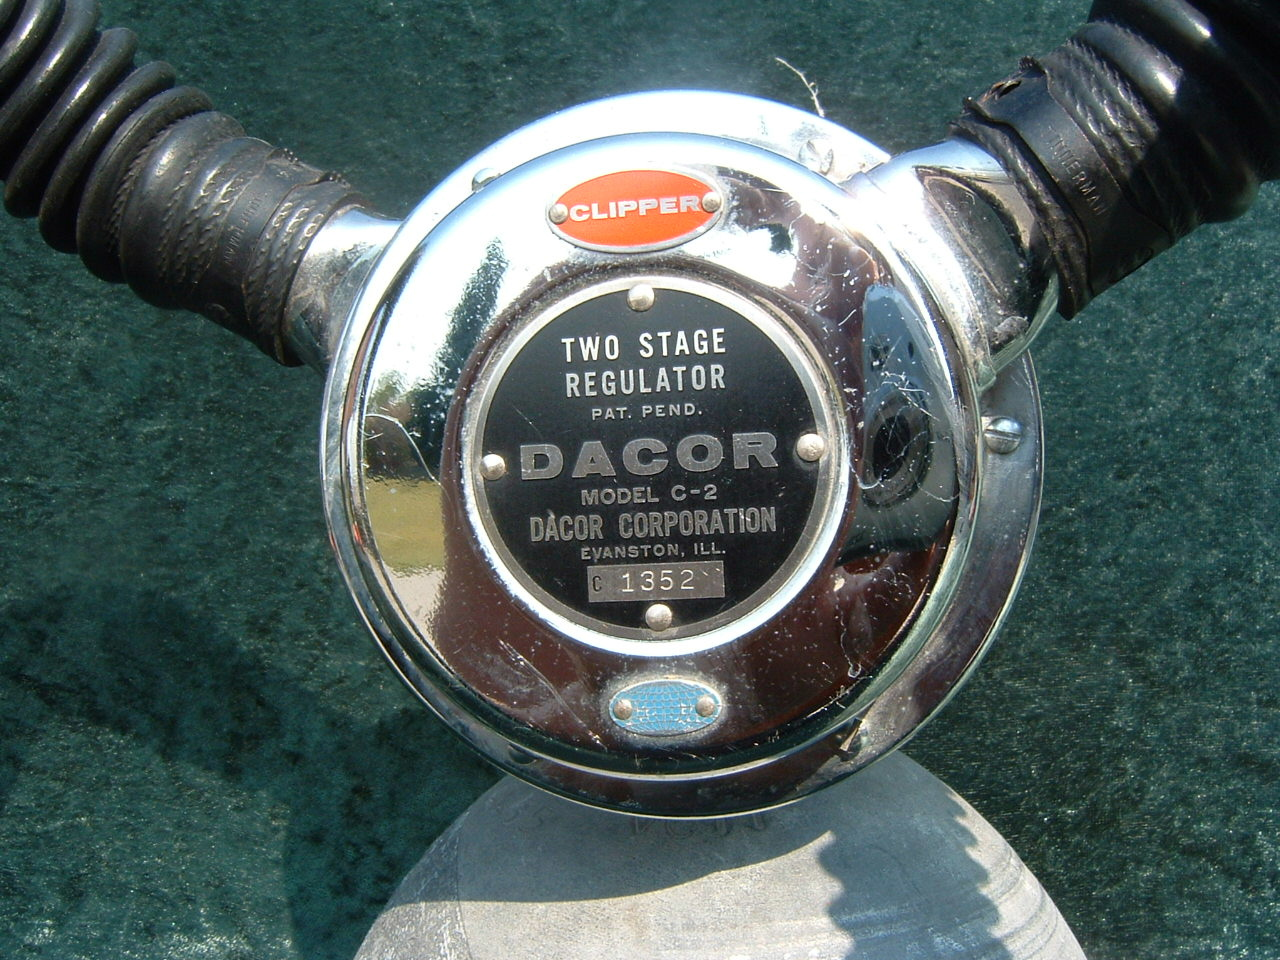 CLIPPER
TWO STAGE
REGULATOR
PAT. PEND.
DACOR
MODEL C-2
DACOR CORPORATION
EVANSTON, ILL.
C 1352